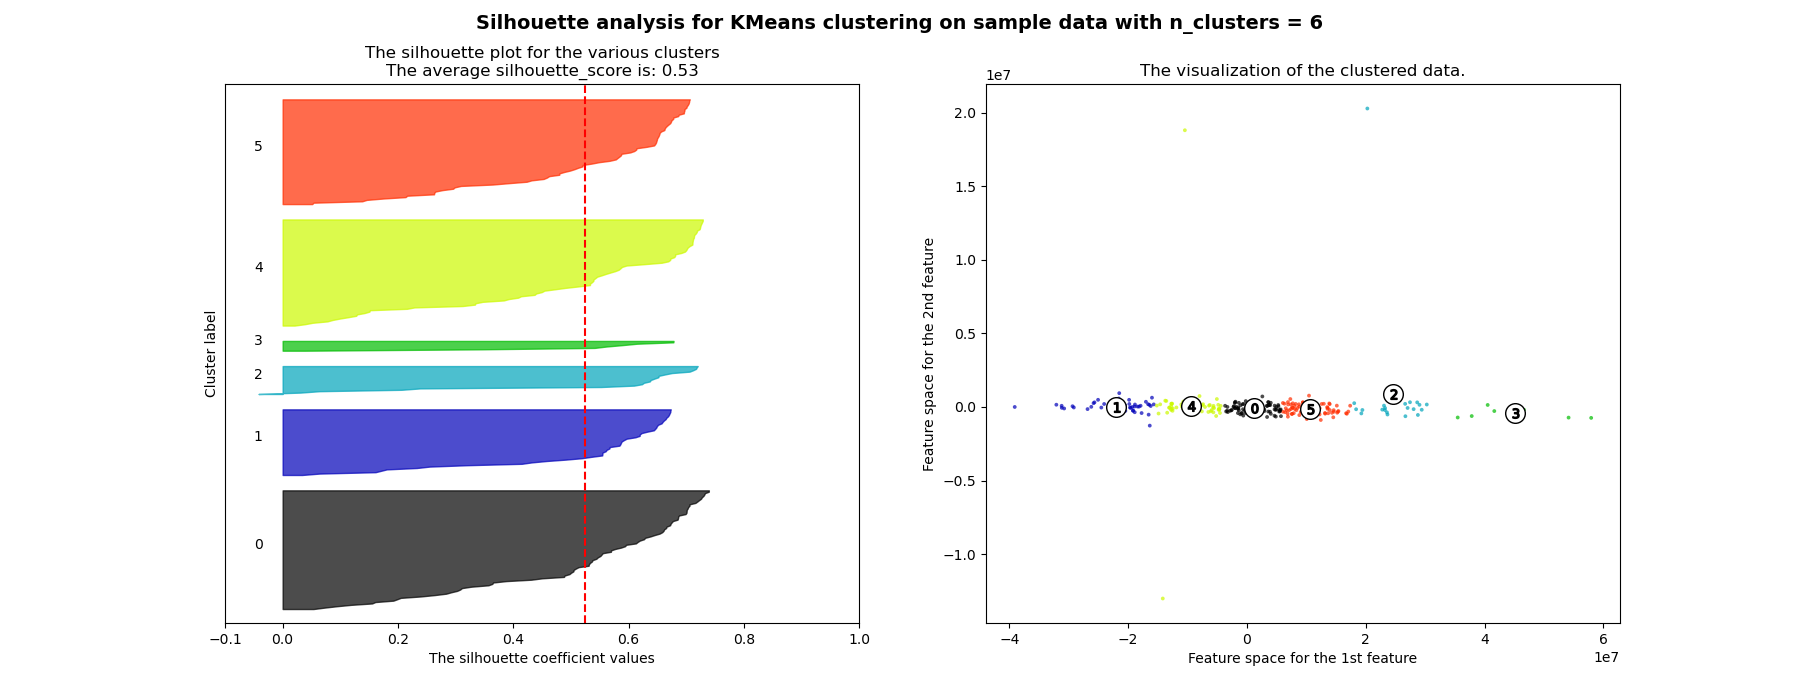 Silhouette analysis for KMeans clustering on sample data with n_clusters = 6
The silhouette plot for the various clusters
The average silhouette_score is: 0.53
5
4
3
2
1
0
Cluster label
−0.1 0.0 0.2 0.4 0.6 0.8 1.0
The silhouette coefficient values
The visualization of the clustered data.
1e7
2.0
1.5
1.0
0.5
0.0
−0.5
−1.0
Feature space for the 2nd feature
1 4 0 5 2 3
−4 −2 0 2 4 6
1e7
Feature space for the 1st feature